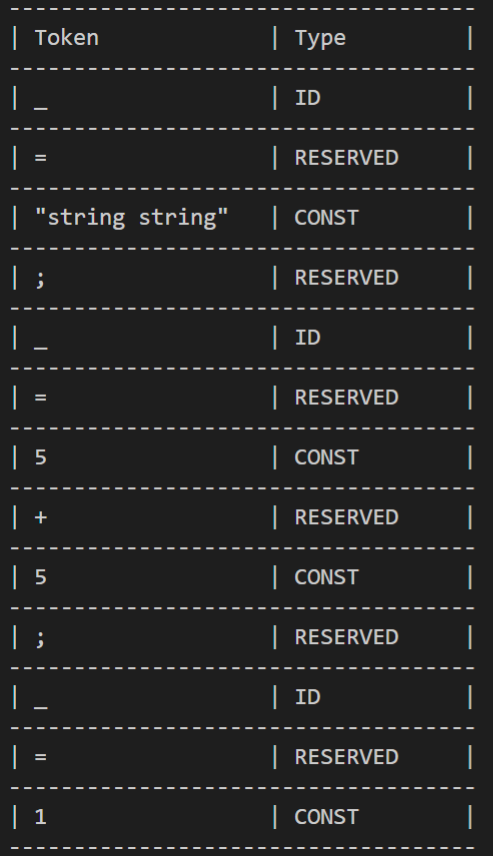 ------------------------------------
| Token             | Type         |
------------------------------------
| _                 | ID           |
------------------------------------
| =                 | RESERVED     |
------------------------------------
| "string string"   | CONST        |
------------------------------------
| ;                 | RESERVED     |
------------------------------------
| _                 | ID           |
------------------------------------
| =                 | RESERVED     |
------------------------------------
| 5                 | CONST        |
------------------------------------
| +                 | RESERVED     |
------------------------------------
| 5                 | CONST        |
------------------------------------
| ;                 | RESERVED     |
------------------------------------
| _                 | ID           |
------------------------------------
| =                 | RESERVED     |
------------------------------------
| 1                 | CONST        |
------------------------------------